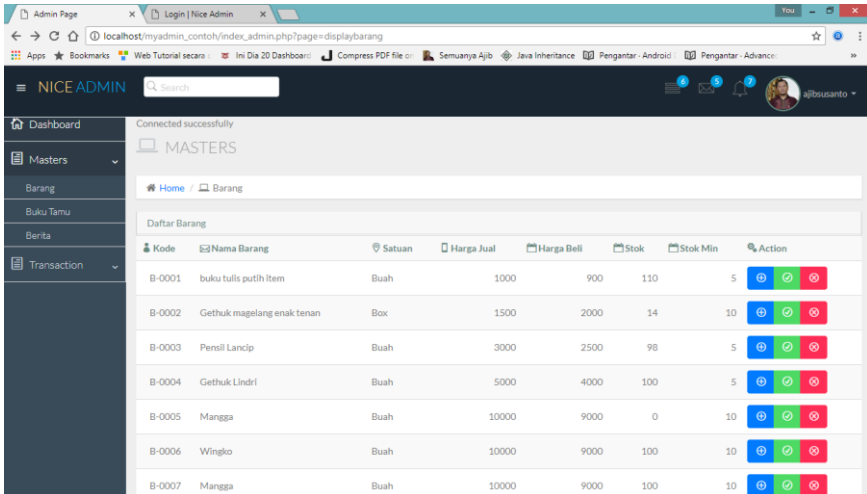 Admin Page
Login | Nice Admin
You
localhost/myadmin_contoh/index_admin.php?page=displaybarang
Apps Bookmarks Web Tutorial secara Ini Dia 20 Dashboard Compress PDF file on Semuanya Ajib Java Inheritance Pengantar - Android Pengantar - Advance
NICE ADMIN
Search
6
5
7
ajibsusanto
Dashboard
Masters
Barang
Buku Tamu
Berita
Transaction
Connected successfully
MASTERS
Home / Barang
Daftar Barang
Kode Nama Barang Satuan Harga Jual Harga Beli Stok Stok Min Action
B-0001 buku tulis putih item Buah 1000 900 110 5
B-0002 Gethuk magelang enak tenan Box 1500 2000 14 10
B-0003 Pensil Lancip Buah 3000 2500 98 5
B-0004 Gethuk Lindri Buah 5000 4000 100 5
B-0005 Mangga Buah 10000 9000 0 10
B-0006 Wingko Buah 10000 9000 100 10
B-0007 Mangga Buah 10000 9000 100 10